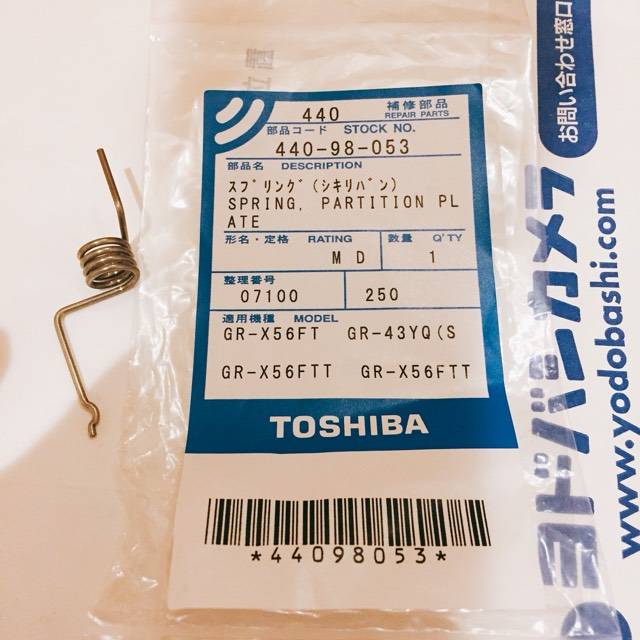 440
補修部品
REPAIR PARTS
部品コード STOCK NO.
440-98-053
部品名 DESCRIPTION
スプリング(シキリバン)
SPRING, PARTITION PL
ATE
形名・定格 RATING
数量 Q'TY
M D
1
整理番号
07100
250
適用機種 MODEL
GR-X56FT GR-43YQ(S
GR-X56FTT GR-X56FTT
TOSHIBA
*44098053*
お問い合わせ窓口
ヨドバシカメラ
www.yodobashi.com